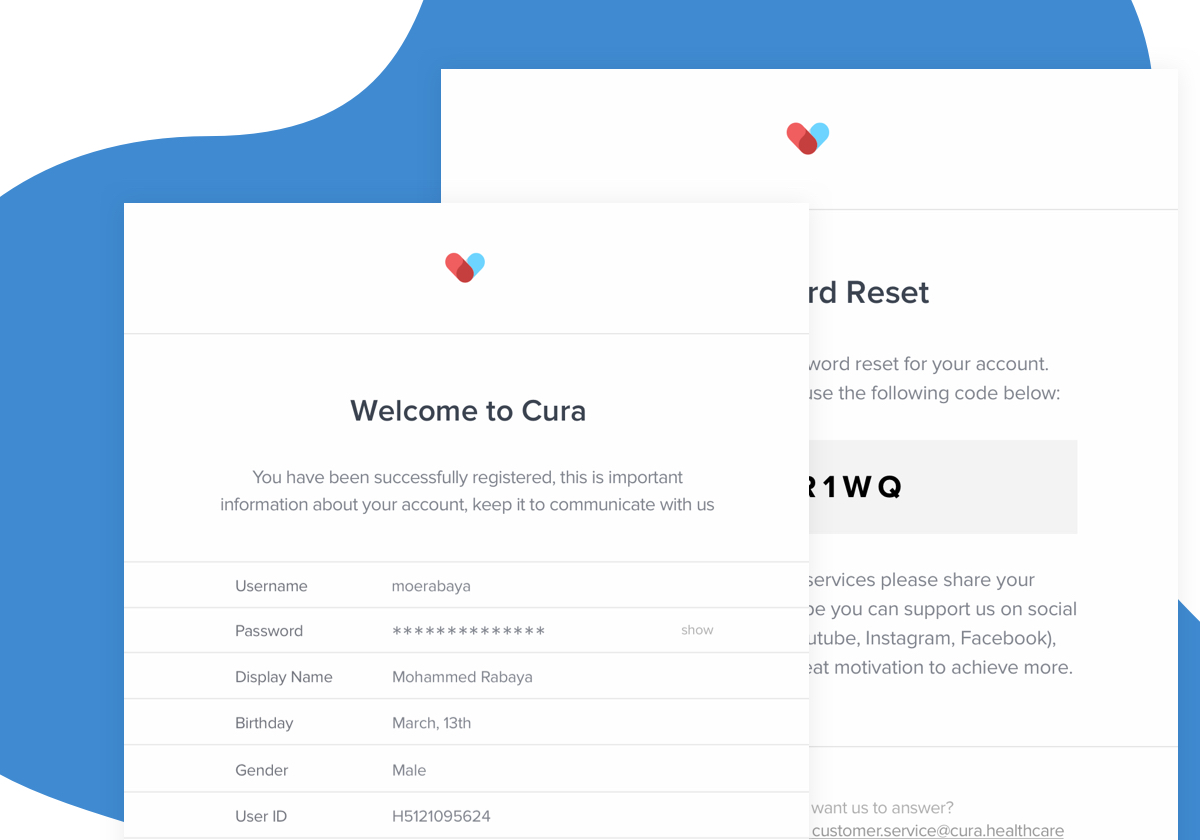 Welcome to Cura
You have been successfully registered, this is important
information about your account, keep it to communicate with us
Username moerabaya
Password ************** show
Display Name Mohammed Rabaya
Birthday March, 13th
Gender Male
User ID H5121095624
rd Reset
word reset for your account.
use the following code below:
R1WQ
services please share your
be you can support us on social
utube, Instagram, Facebook),
eat motivation to achieve more.
want us to answer?
customer.service@cura.healthcare